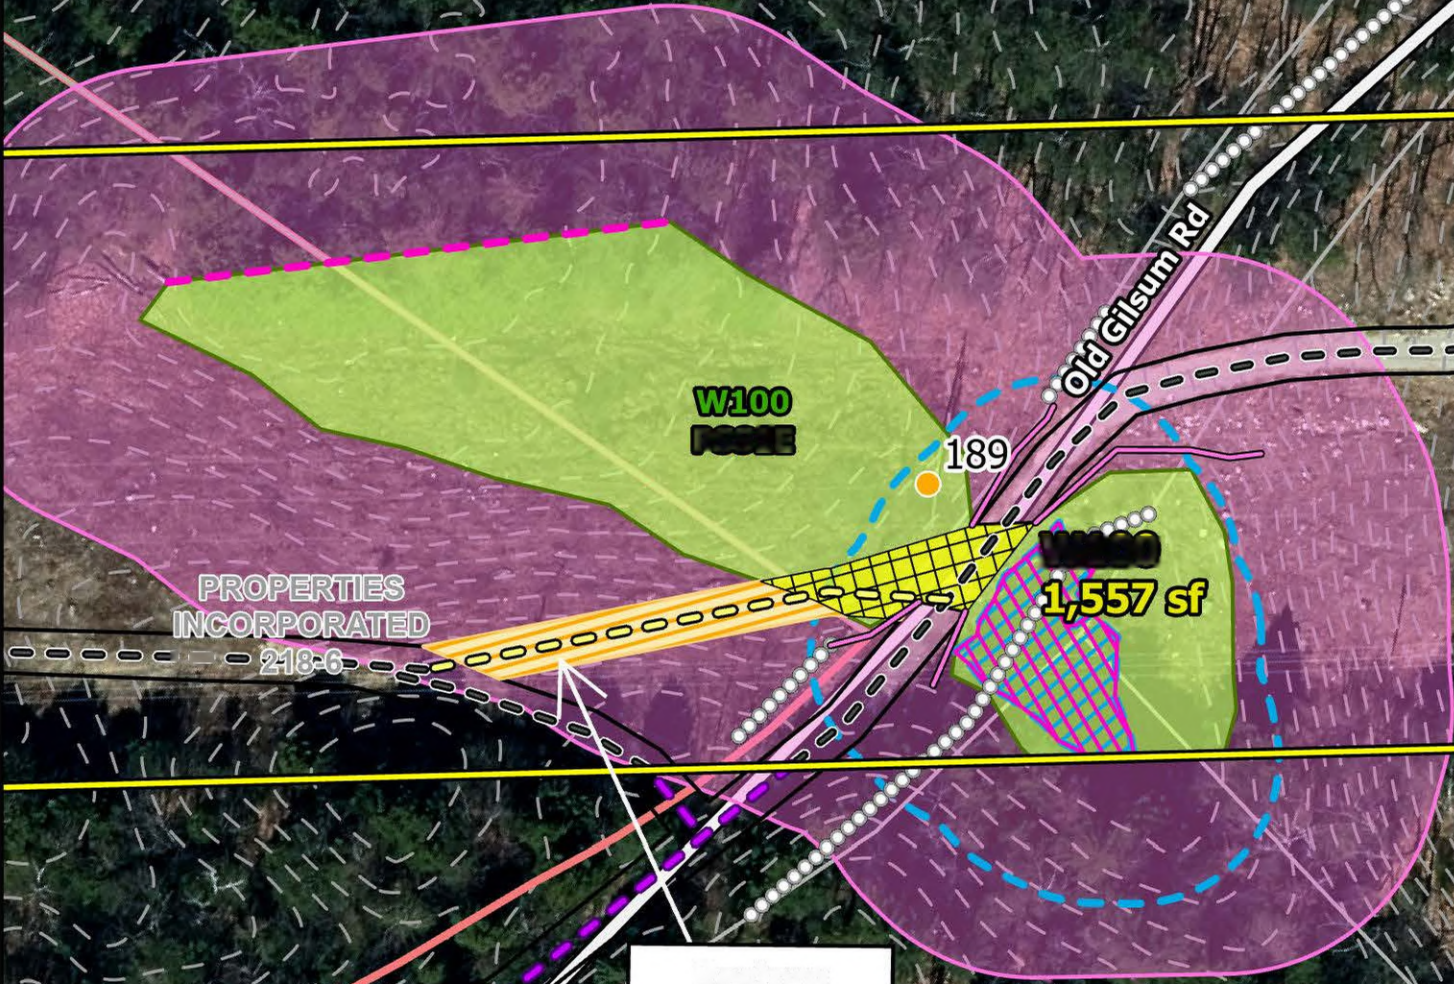 Old Gilsum Rd
W100
189
1,557 sf
PROPERTIES
INCORPORATED
218-6